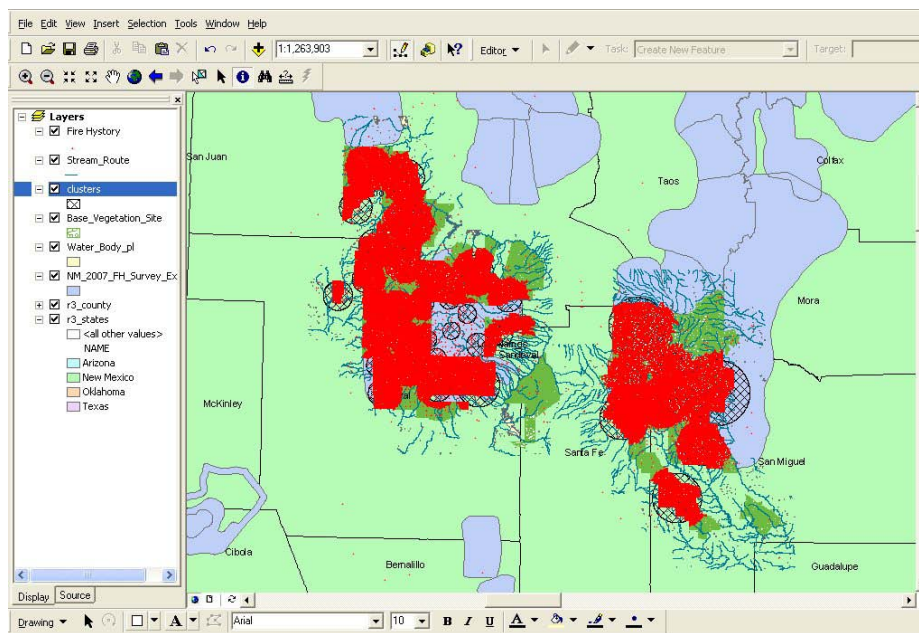 File Edit View Insert Selection Tools Window Help
1:1,263,903 Editor Task: Create New Feature Target:
Layers
Fire Hystory
Stream_Route
clusters
Base_Vegetation_Site
Water_Body_pl
NM_2007_FH_Survey_Ex
r3_county
r3_states
<all other values>
NAME
Arizona
New Mexico
Oklahoma
Texas
Display Source
San Juan
Taos
Colfax
Mora
Sandoval
McKinley
Santa Fe
San Miguel
Cibola
Bernalillo
Guadalupe
Drawing A Arial 10 B I U A